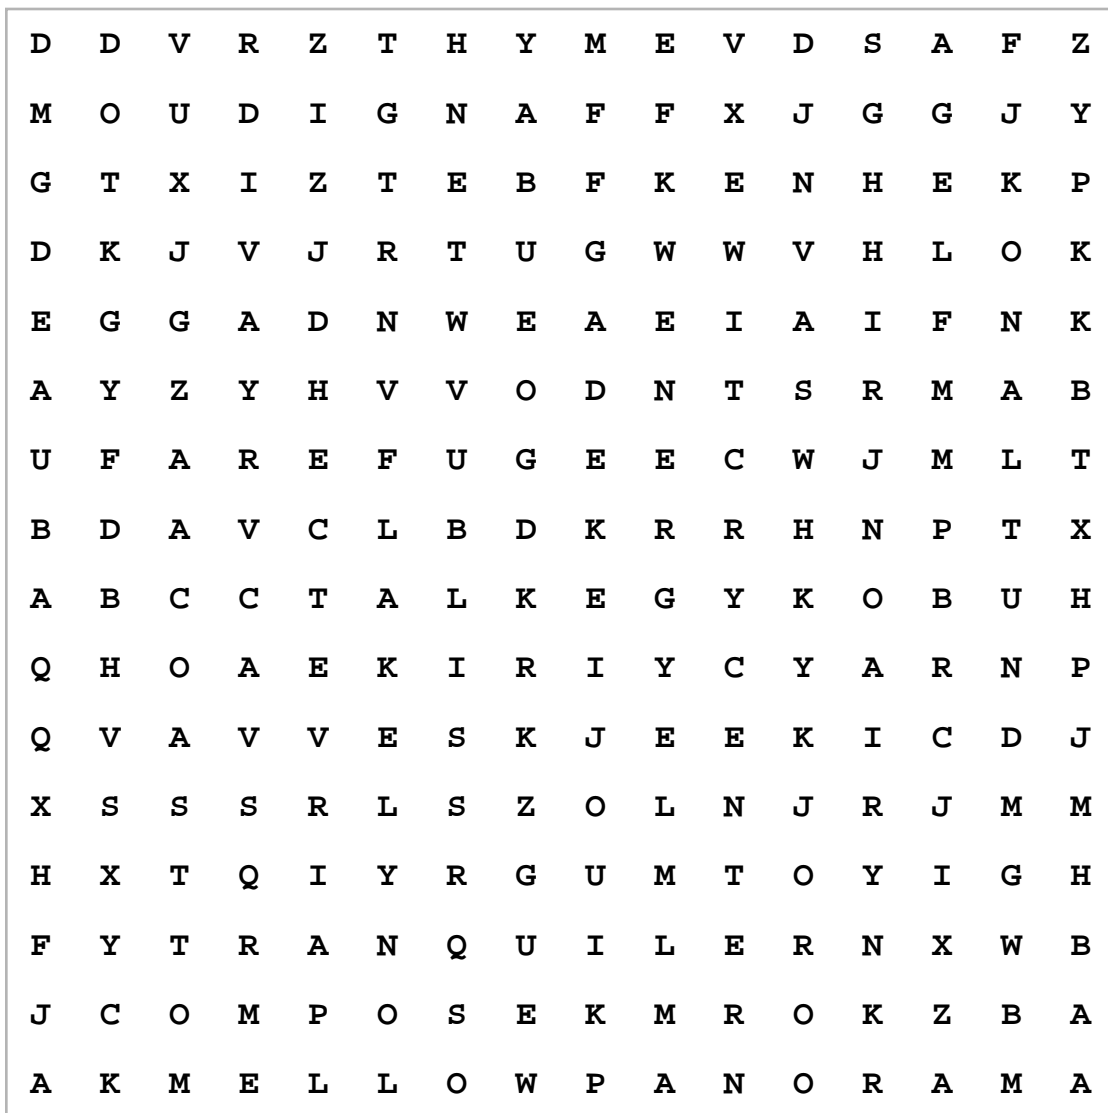 D D V R Z T H Y M E V D S A F Z
M O U D I G N A F F X J G G J Y
G T X I Z T E B F K E N H E K P
D K J V J R T U G W W V H L O K
E G G A D N W E A E I A I F N K
A Y Z Y H V V O D N T S R M A B
U F A R E F U G E E C W J M L T
B D A V C L B D K R R H N P T X
A B C C T A L K E G Y K O B U H
Q H O A E K I R I Y C Y A R N P
Q V A V V E S K J E E K I C D J
X S S S R L S Z O L N J R J M M
H X T Q I Y R G U M T O Y I G H
F Y T R A N Q U I L E R N X W B
J C O M P O S E K M R O K Z B A
A K M E L L O W P A N O R A M A